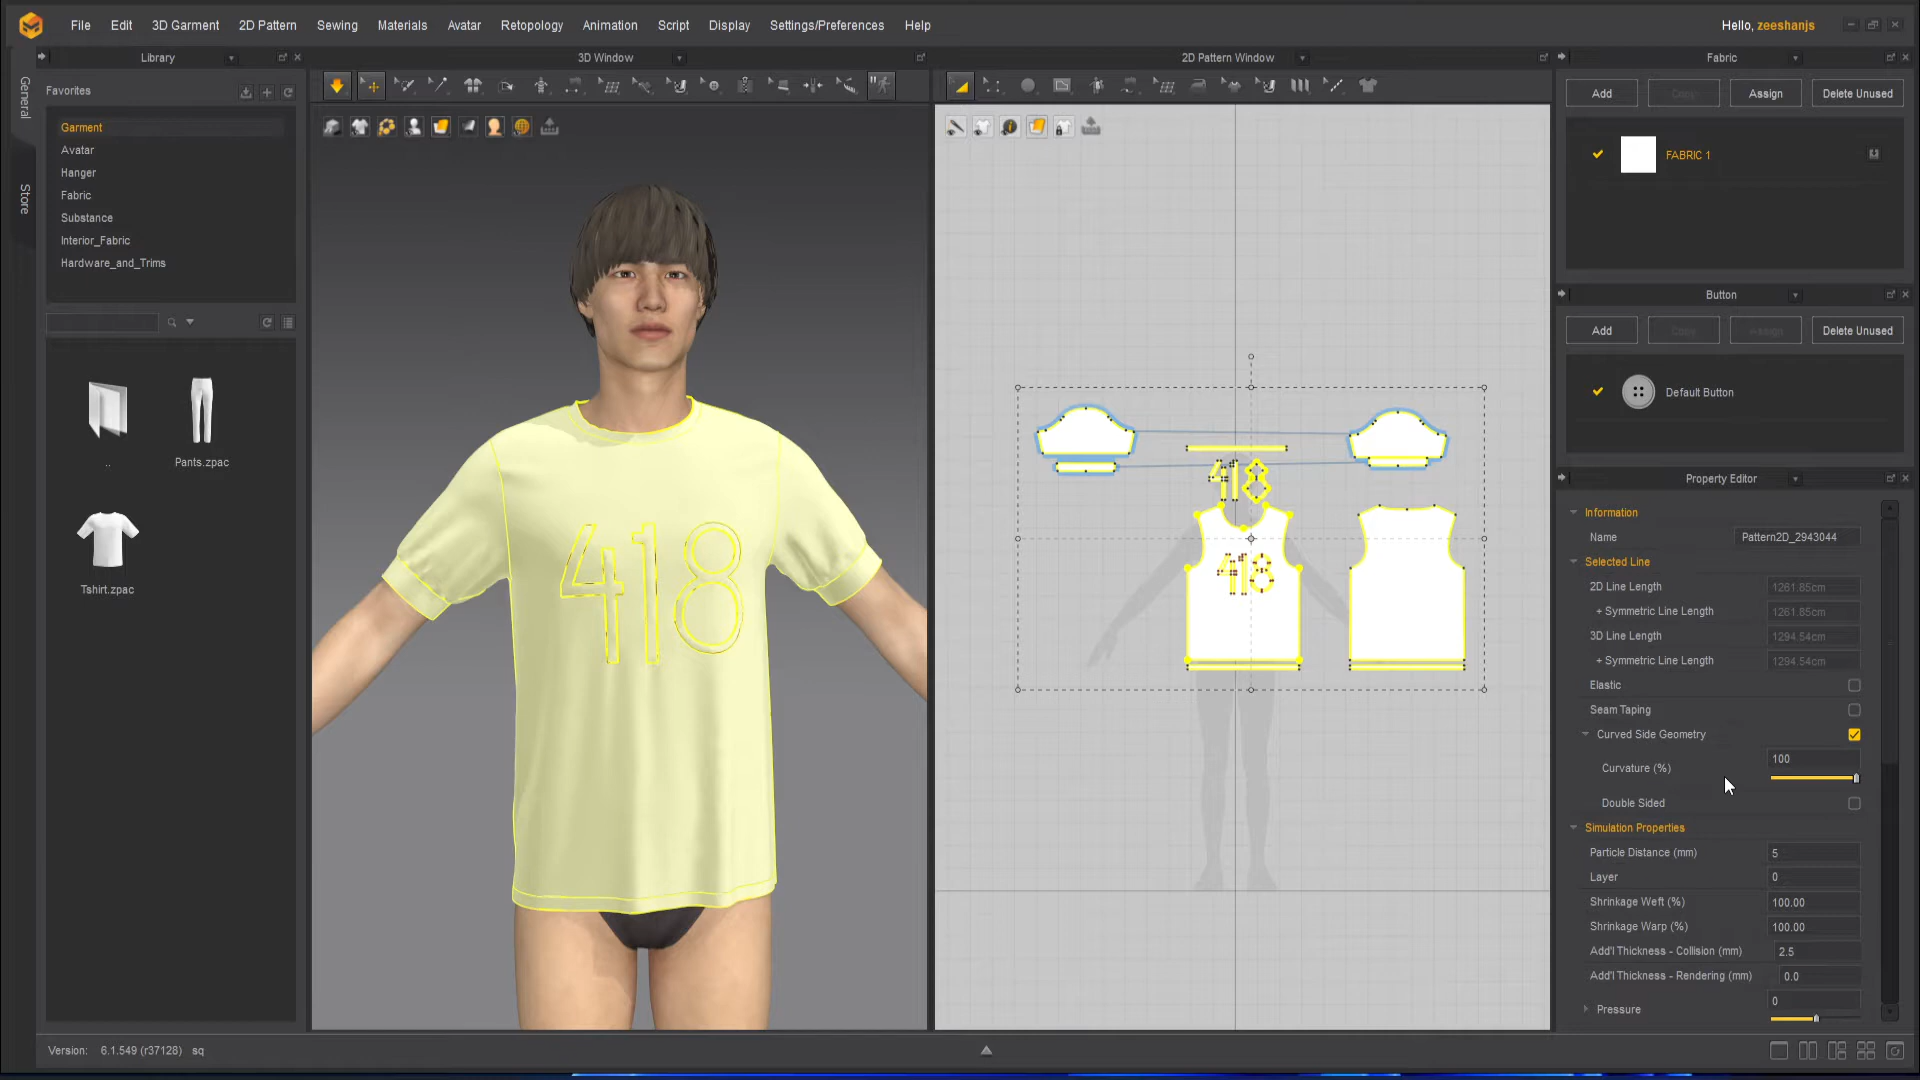 File Edit 3D Garment 2D Pattern Sewing Materials Avatar Retopology Animation Script Display Settings/Preferences Help
Hello, zeeshanjs
Library
3D Window
2D Pattern Window
Fabric
General
Store
Favorites
Garment
Avatar
Hanger
Fabric
Substance
Interior_Fabric
Hardware_and_Trims
..
Pants.zpac
Tshirt.zpac
418
418
418
Add Copy Assign Delete Unused
FABRIC 1
Button
Add Copy Assign Delete Unused
Default Button
Property Editor
Information
Name Pattern2D_2943044
Selected Line
2D Line Length 1261.85cm
+ Symmetric Line Length 1261.85cm
3D Line Length 1294.54cm
+ Symmetric Line Length 1294.54cm
Elastic
Seam Taping
Curved Side Geometry
Curvature (%) 100
Double Sided
Simulation Properties
Particle Distance (mm) 5
Layer 0
Shrinkage Weft (%) 100.00
Shrinkage Warp (%) 100.00
Add'l Thickness - Collision (mm) 2.5
Add'l Thickness - Rendering (mm) 0.0
Pressure 0
Version: 6.1.549 (r37128) sq